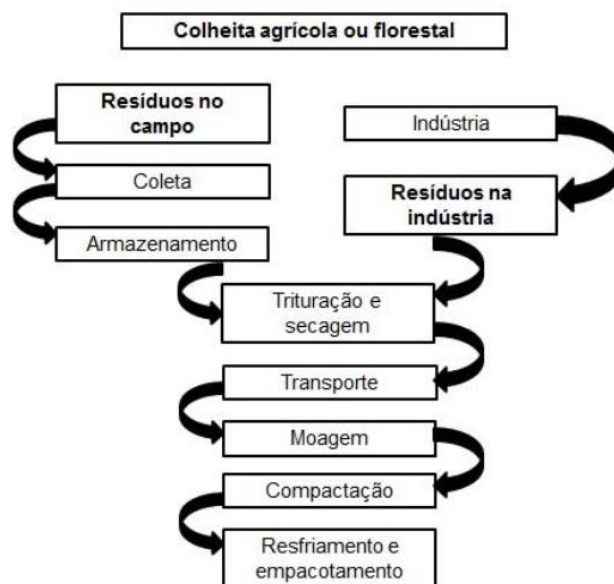 Colheita agrícola ou florestal
Resíduos no
campo
Coleta
Armazenamento
Indústria
Resíduos na
indústria
Trituração e
secagem
Transporte
Moagem
Compactação
Resfriamento e
empacotamento